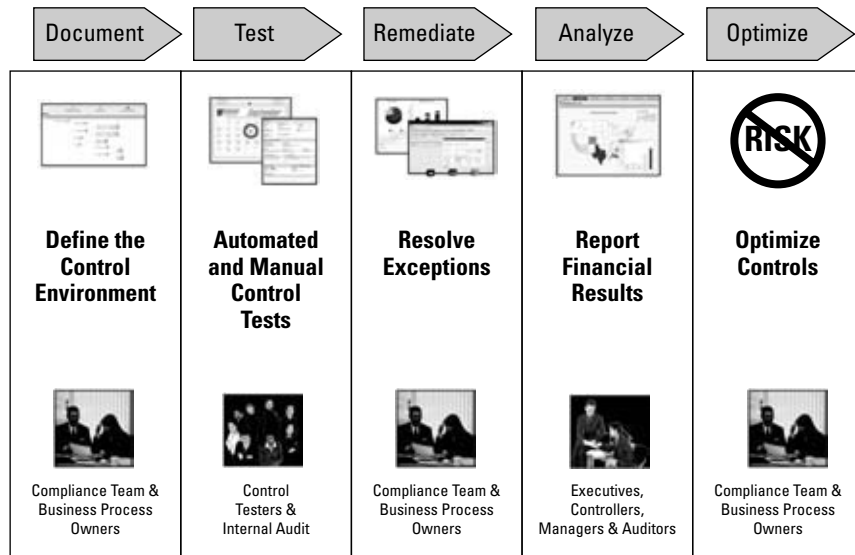 Document
Test
Remediate
Analyze
Optimize
RISK
Define the
Control
Environment
Automated
and Manual
Control
Tests
Resolve
Exceptions
Report
Financial
Results
Optimize
Controls
Compliance Team &
Business Process
Owners
Control
Testers &
Internal Audit
Compliance Team &
Business Process
Owners
Executives,
Controllers,
Managers & Auditors
Compliance Team &
Business Process
Owners